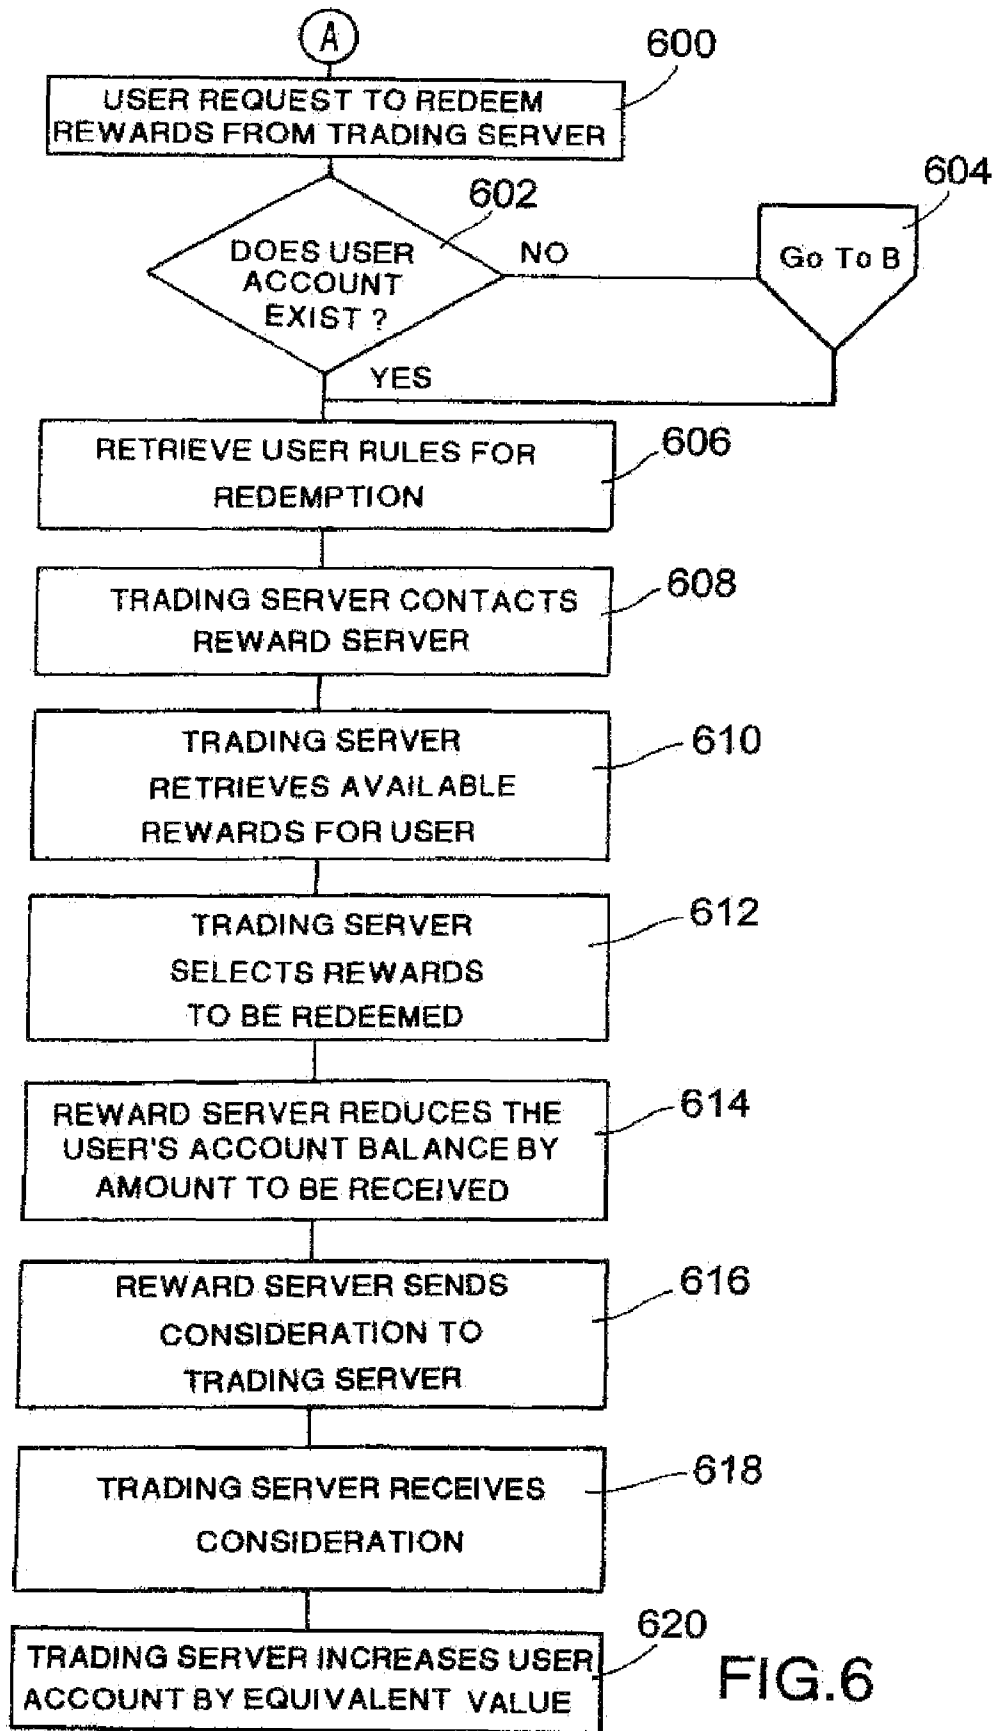 A
600
USER REQUEST TO REDEEM
REWARDS FROM TRADING SERVER
602
604
DOES USER
ACCOUNT
EXIST ?
NO
Go To B
YES
606
RETRIEVE USER RULES FOR
REDEMPTION
608
TRADING SERVER CONTACTS
REWARD SERVER
610
TRADING SERVER
RETRIEVES AVAILABLE
REWARDS FOR USER
612
TRADING SERVER
SELECTS REWARDS
TO BE REDEEMED
614
REWARD SERVER REDUCES THE
USER'S ACCOUNT BALANCE BY
AMOUNT TO BE RECEIVED
616
REWARD SERVER SENDS
CONSIDERATION TO
TRADING SERVER
618
TRADING SERVER RECEIVES
CONSIDERATION
620
TRADING SERVER INCREASES USER
ACCOUNT BY EQUIVALENT VALUE
FIG.6